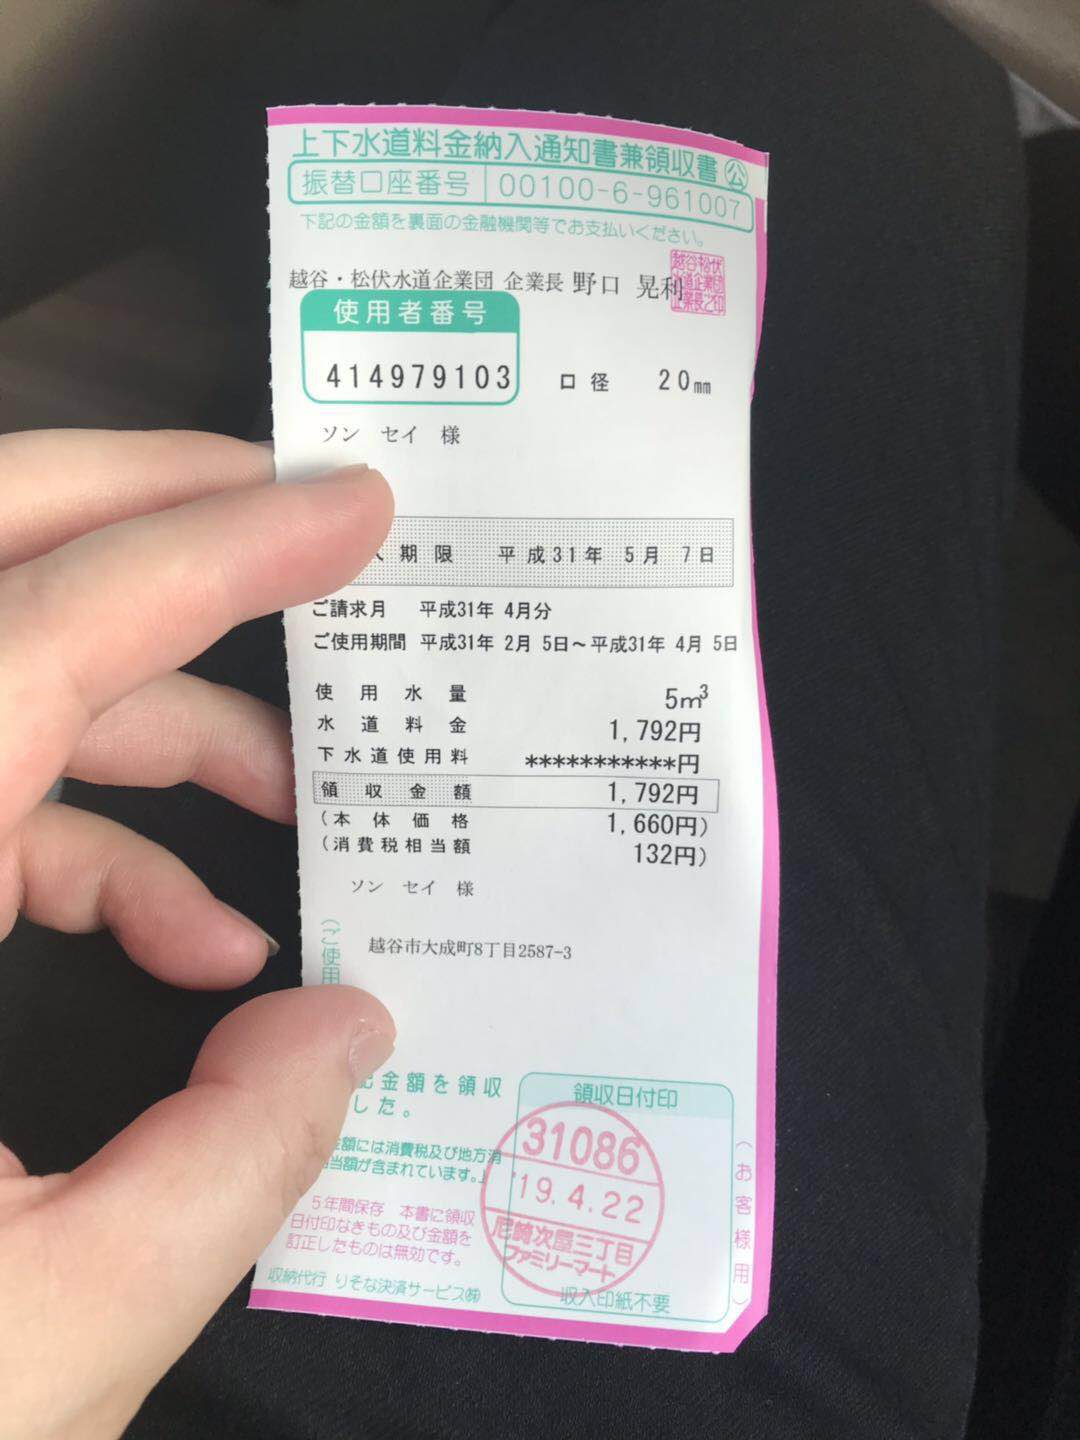 上下水道料金納入通知書兼領収書 公
振替口座番号 00100-6-961007
下記の金額を裏面の金融機関等でお支払いください。
越谷・松伏水道企業団 企業長 野口 晃利
越谷松伏
水道企業団
企業長之印
使用者番号
414979103 口径 20mm
ソン セイ 様
期限 平成31年 5月 7日
ご請求月 平成31年 4月分
ご使用期間 平成31年 2月 5日～平成31年 4月 5日
使用水量 5m³
水道料金 1,792円
下水道使用料 ***********円
領収金額 1,792円
(本体価格 1,660円)
(消費税相当額 132円)
ソン セイ 様
(ご使用
越谷市大成町8丁目2587-3
金額を領収
した。
領収日付印
金額には消費税及び地方消
当額が含まれています。」
31086
'19.4.22
尼崎次屋三丁目
ファミリーマート
5年間保存 本書に領収
日付印なきもの及び金額を
訂正したものは無効です。
収納代行 りそな決済サービス㈱
収入印紙不要
(お客様用)